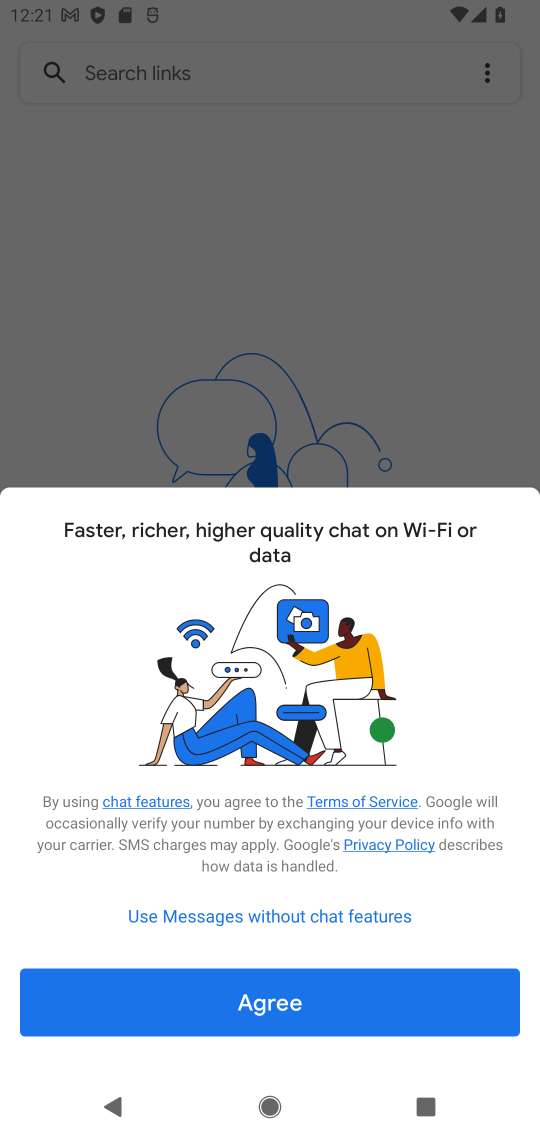 12:21
Search links
Faster, richer, higher quality chat on Wi-Fi or
data
By using chat features, you agree to the Terms of Service. Google will
occasionally verify your number by exchanging your device info with
your carrier. SMS charges may apply. Google's Privacy Policy describes
how data is handled.
Use Messages without chat features
Agree